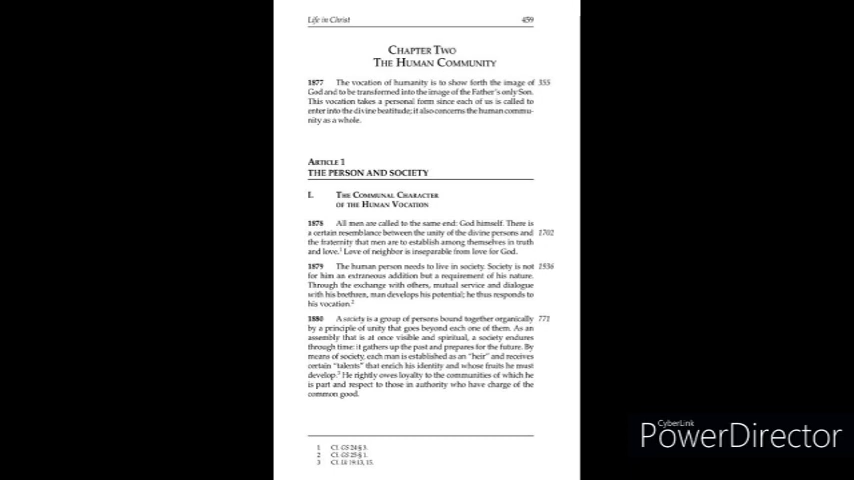 Life in Christ 459
CHAPTER TWO
THE HUMAN COMMUNITY
1877 The vocation of humanity is to show forth the image of 355
God and to be transformed into the image of the Father's only Son.
This vocation takes a personal form since each of us is called to
enter into the divine beatitude; it also concerns the human commu-
nity as a whole.
ARTICLE 1
THE PERSON AND SOCIETY
I. THE COMMUNAL CHARACTER
OF THE HUMAN VOCATION
1878 All men are called to the same end: God himself. There is
a certain resemblance between the unity of the divine persons and 1702
the fraternity that men are to establish among themselves in truth
and love.1 Love of neighbor is inseparable from love for God.
1879 The human person needs to live in society. Society is not 1936
for him an extraneous addition but a requirement of his nature.
Through the exchange with others, mutual service and dialogue
with his brethren, man develops his potential; he thus responds to
his vocation.2
1880 A society is a group of persons bound together organically 771
by a principle of unity that goes beyond each one of them. As an
assembly that is at once visible and spiritual, a society endures
through time: it gathers up the past and prepares for the future. By
means of society, each man is established as an "heir" and receives
certain "talents" that enrich his identity and whose fruits he must
develop.3 He rightly owes loyalty to the communities of which he
is part and respect to those in authority who have charge of the
common good.
1 Cf. GS 24 § 3.
2 Cf. GS 25 § 1.
3 Cf. Lk 19:13, 15.
CyberLink
PowerDirector